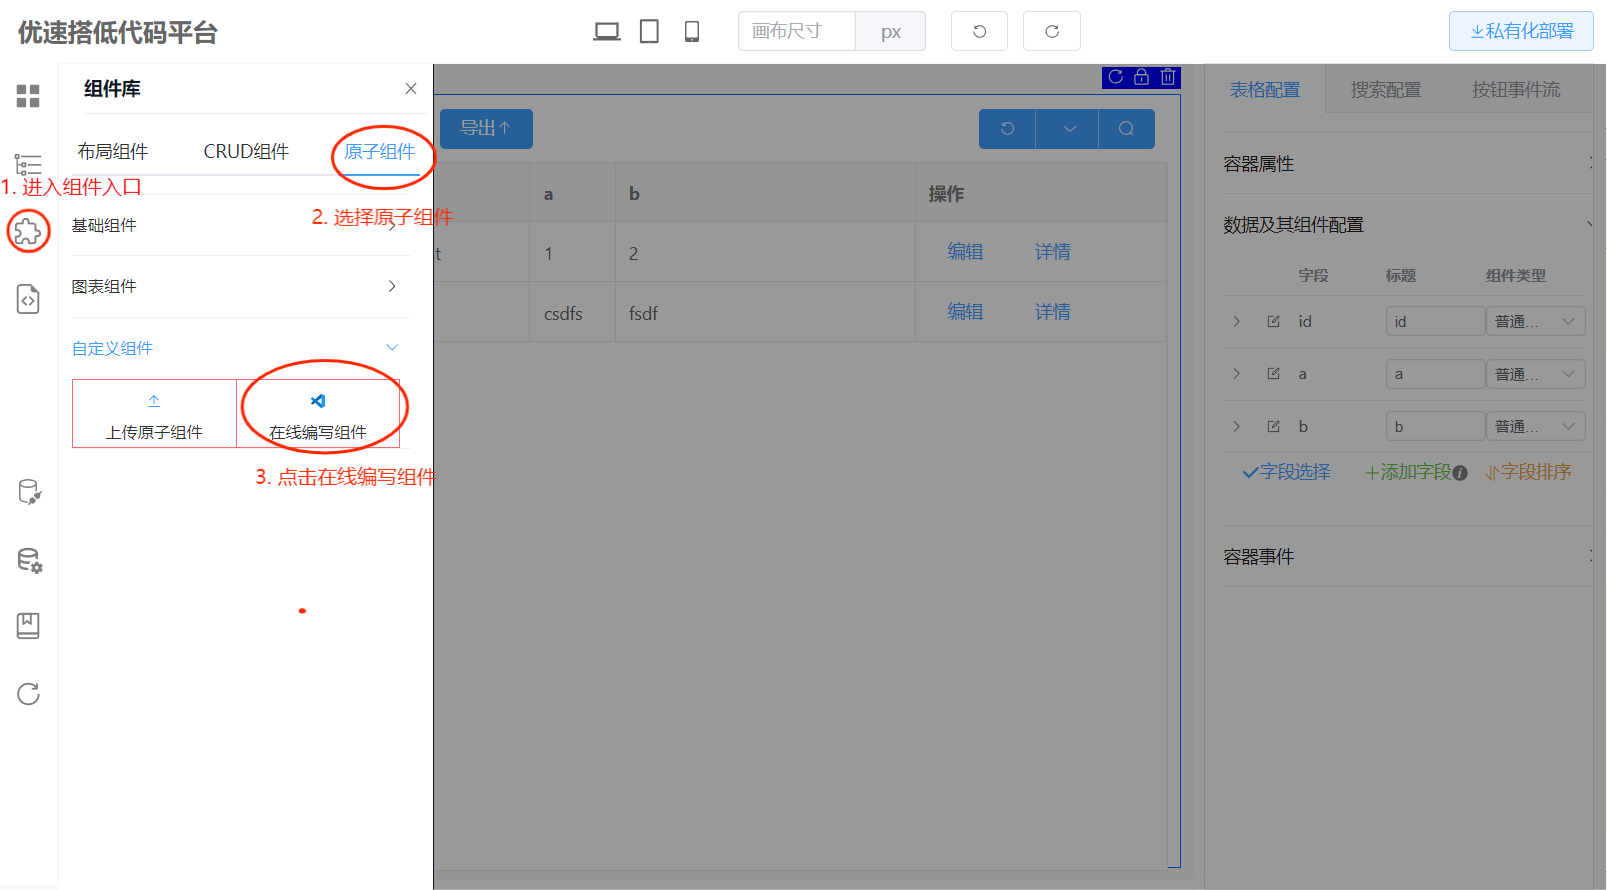 优速搭低代码平台
画布尺寸 px
私有化部署
组件库
布局组件 CRUD组件 原子组件
1. 进入组件入口
2. 选择原子组件
基础组件
图表组件
自定义组件
上传原子组件 在线编写组件
3. 点击在线编写组件
导出
a b 操作
t 1 2 编辑 详情
csdfs fsdf 编辑 详情
表格配置 搜索配置 按钮事件流
容器属性
数据及其组件配置
字段 标题 组件类型
id id 普通...
a a 普通...
b b 普通...
字段选择 添加字段 字段排序
容器事件